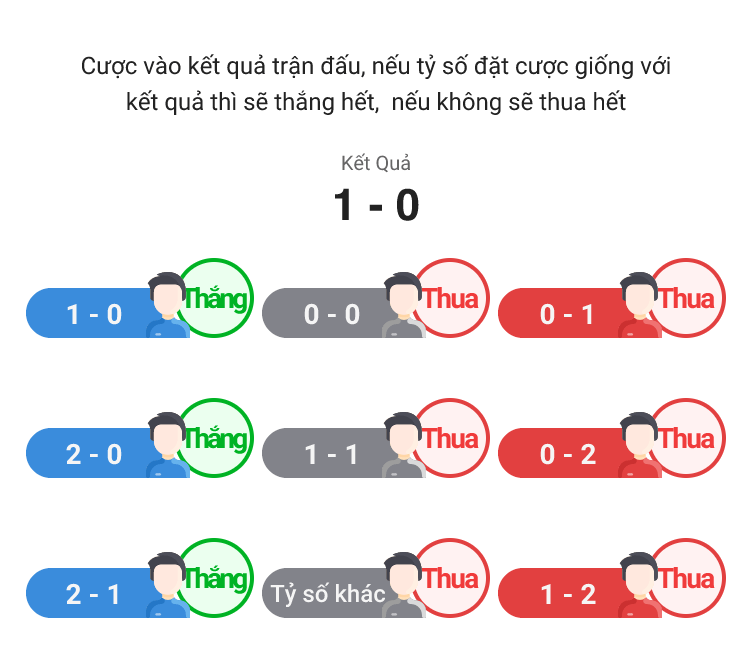 Cược vào kết quả trận đấu, nếu tỷ số đặt cược giống với
kết quả thì sẽ thắng hết, nếu không sẽ thua hết
Kết Quả
1 - 0
1 - 0 Thắng 0 - 0 Thua 0 - 1 Thua
2 - 0 Thắng 1 - 1 Thua 0 - 2 Thua
2 - 1 Thắng Tỷ số khác Thua 1 - 2 Thua